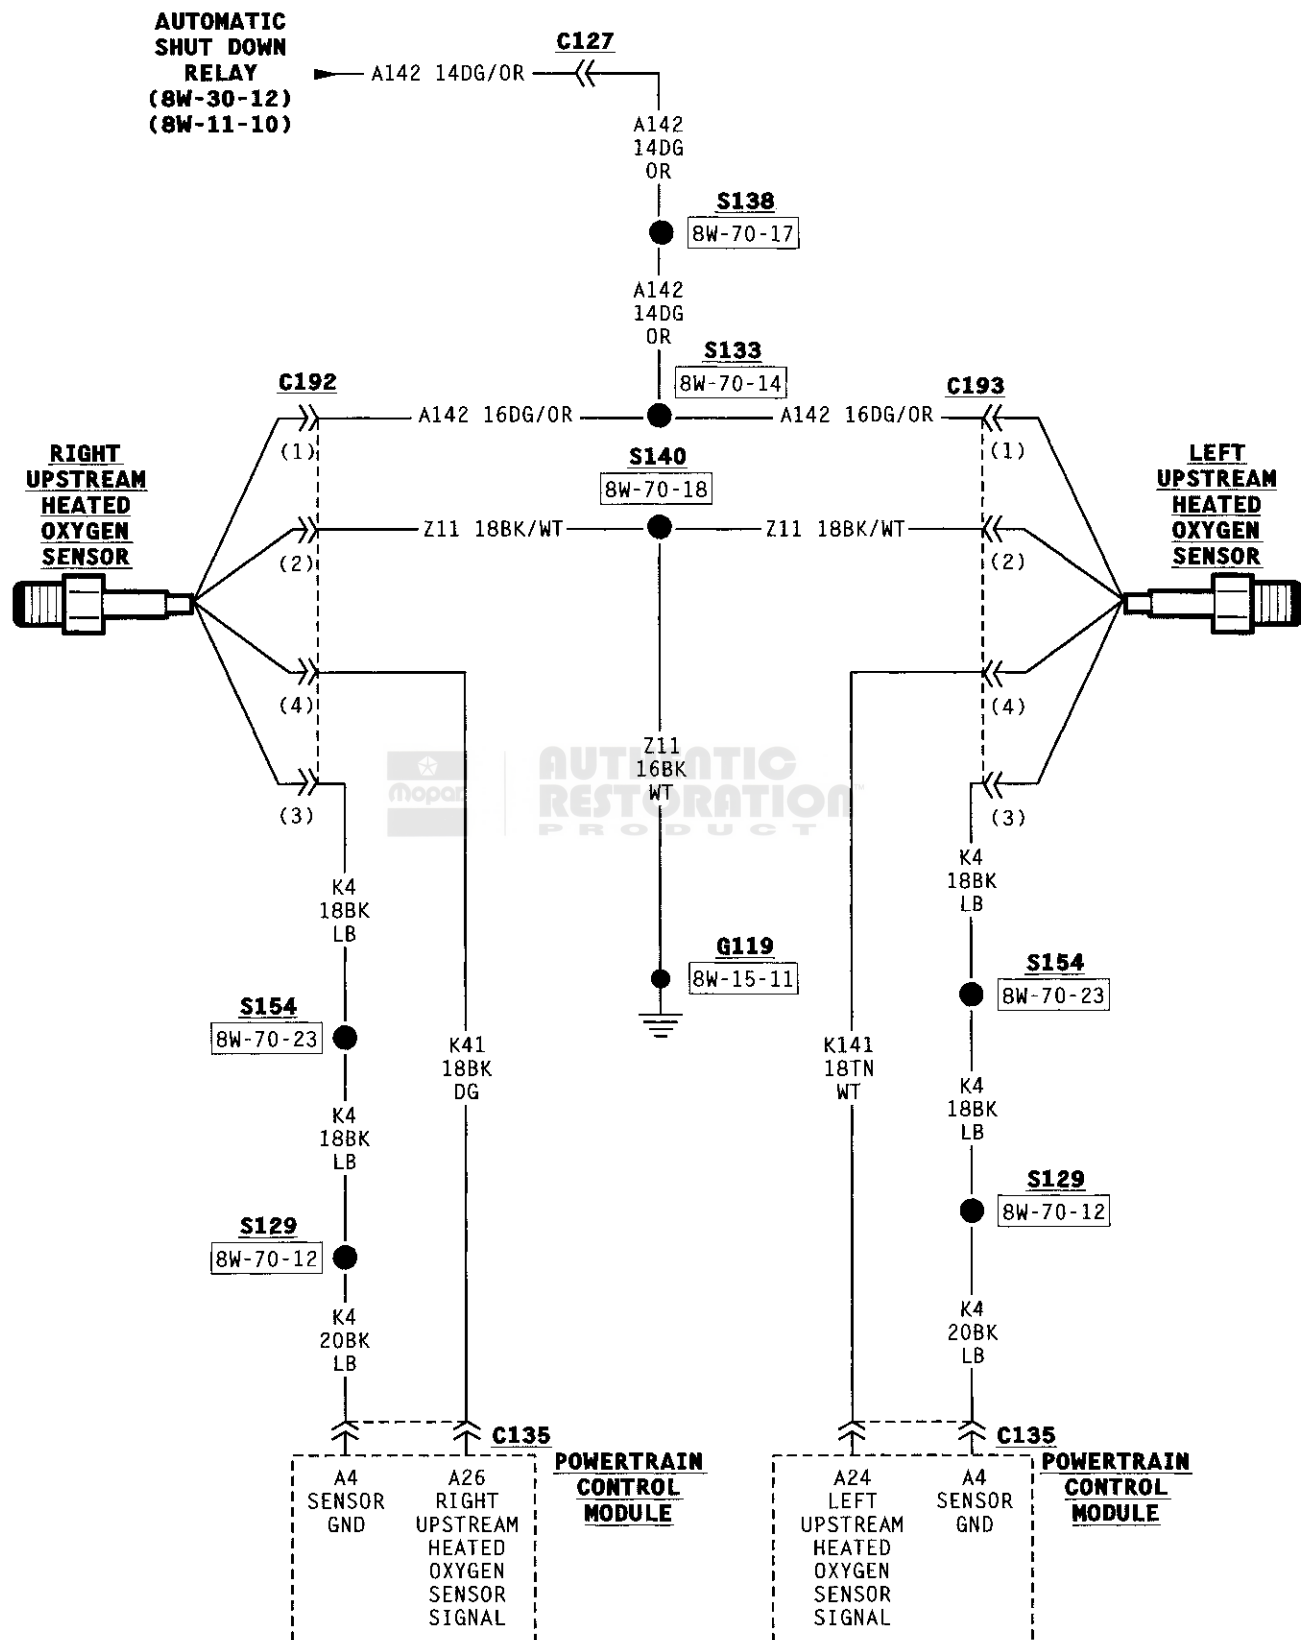 AUTOMATIC
SHUT DOWN
RELAY
(8W-30-12)
(8W-11-10)
A142 14DG/OR
C127
A142
14DG
OR
S138
8W-70-17
A142
14DG
OR
S133
8W-70-14
C192
A142 16DG/OR
A142 16DG/OR
C193
(1)
(1)
RIGHT
UPSTREAM
HEATED
OXYGEN
SENSOR
S140
8W-70-18
LEFT
UPSTREAM
HEATED
OXYGEN
SENSOR
Z11 18BK/WT
Z11 18BK/WT
(2)
(2)
(4)
(4)
Z11
16BK
WT
Mopar
AUTHENTIC
RESTORATION™
PRODUCT
(3)
(3)
K4
18BK
LB
K4
18BK
LB
G119
8W-15-11
S154
8W-70-23
S154
8W-70-23
K41
18BK
DG
K141
18TN
WT
K4
18BK
LB
K4
18BK
LB
S129
8W-70-12
S129
8W-70-12
K4
20BK
LB
K4
20BK
LB
C135
C135
POWERTRAIN
CONTROL
MODULE
POWERTRAIN
CONTROL
MODULE
A4
SENSOR
GND
A26
RIGHT
UPSTREAM
HEATED
OXYGEN
SENSOR
SIGNAL
A24
LEFT
UPSTREAM
HEATED
OXYGEN
SENSOR
SIGNAL
A4
SENSOR
GND